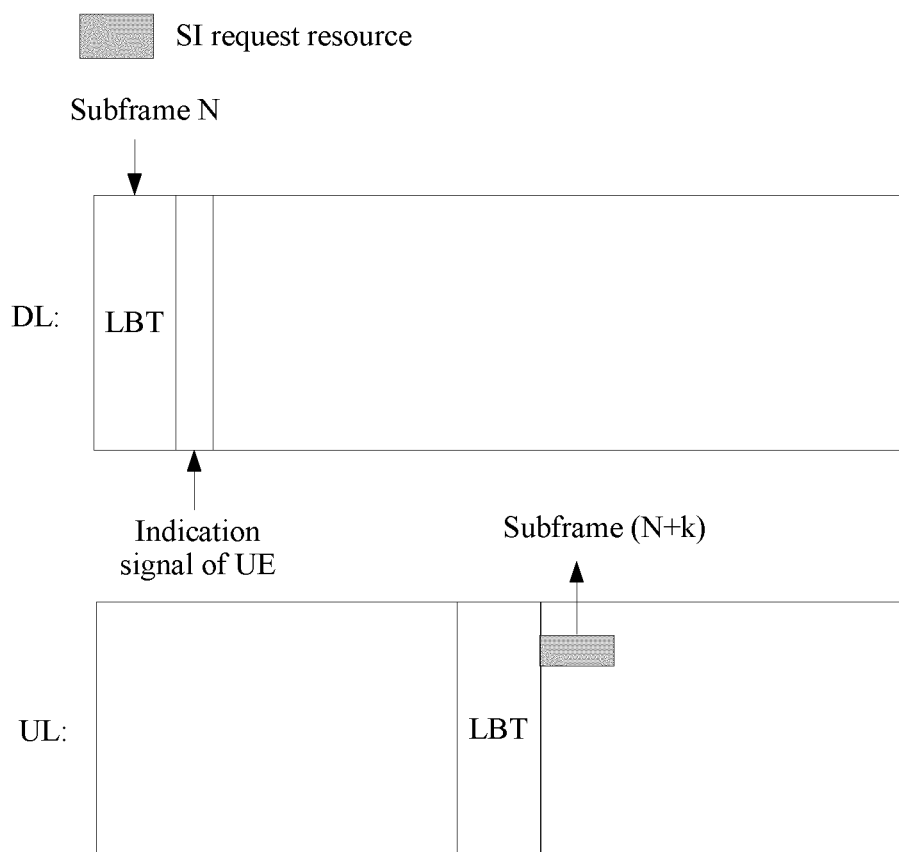 SI request resource
Subframe N
DL:
LBT
Indication
signal of UE
Subframe (N+k)
UL:
LBT